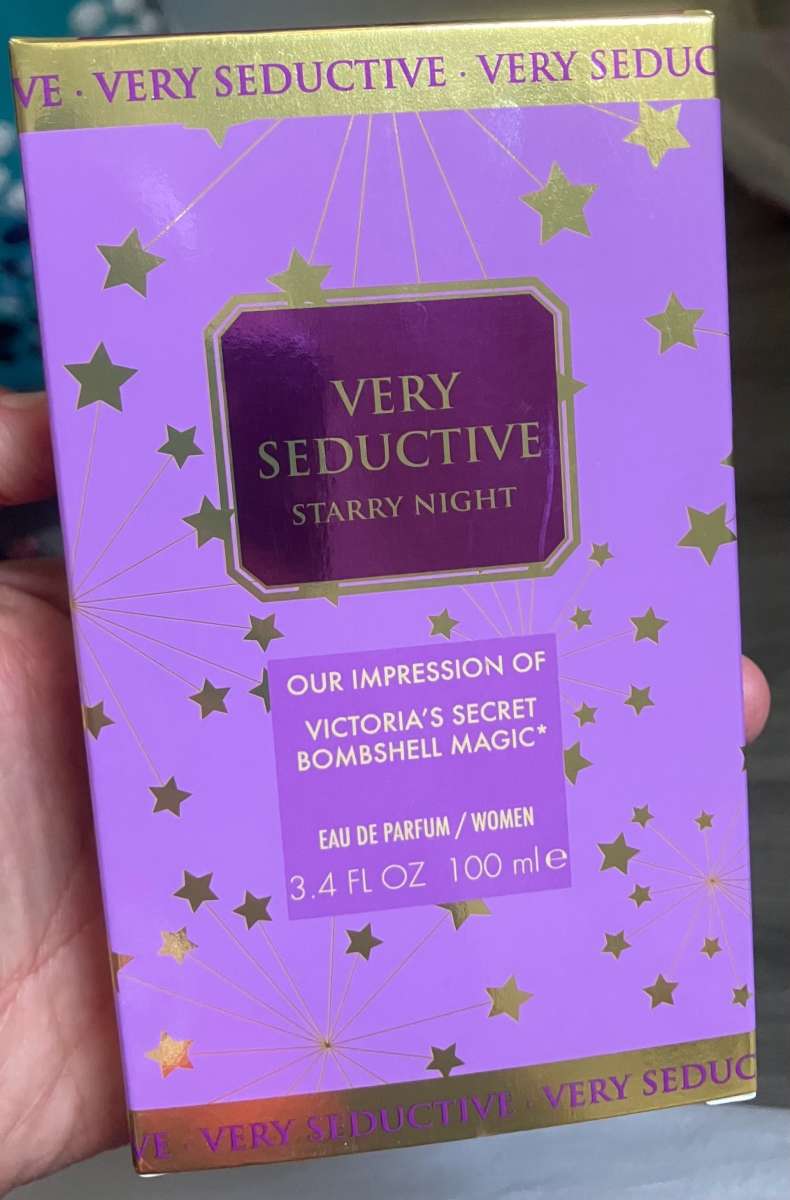 VE · VERY SEDUCTIVE · VERY SEDUC
VERY
SEDUCTIVE
STARRY NIGHT
OUR IMPRESSION OF
VICTORIA'S SECRET
BOMBSHELL MAGIC*
EAU DE PARFUM / WOMEN
3.4 FL OZ 100 ml e
VE · VERY SEDUCTIVE · VERY SEDUC